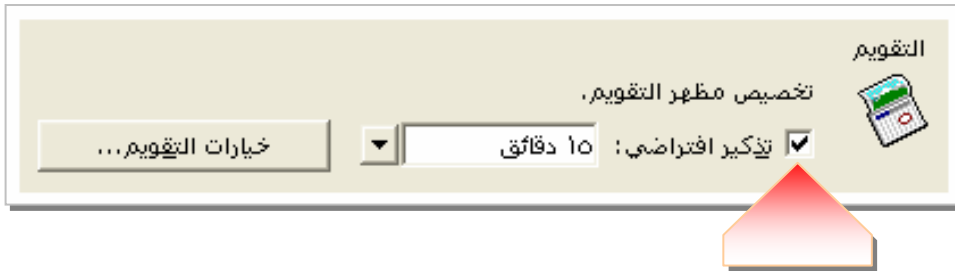 التقويم
تخصيص مظهر التقويم.
تذكير افتراضي: ١٥ دقائق
خيارات التقويم...